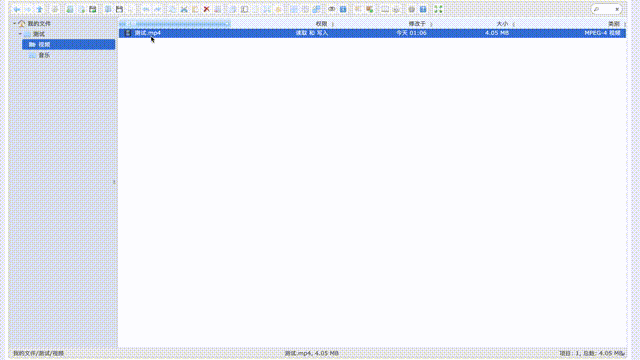 我的文件
测试
视频
音乐
权限 修改于 大小 类别
测试.mp4 读取 和 写入 今天 01:06 4.05 MB MPEG-4 视频
我的文件/测试/视频 测试.mp4, 4.05 MB 项目: 1, 总数: 4.05 MB